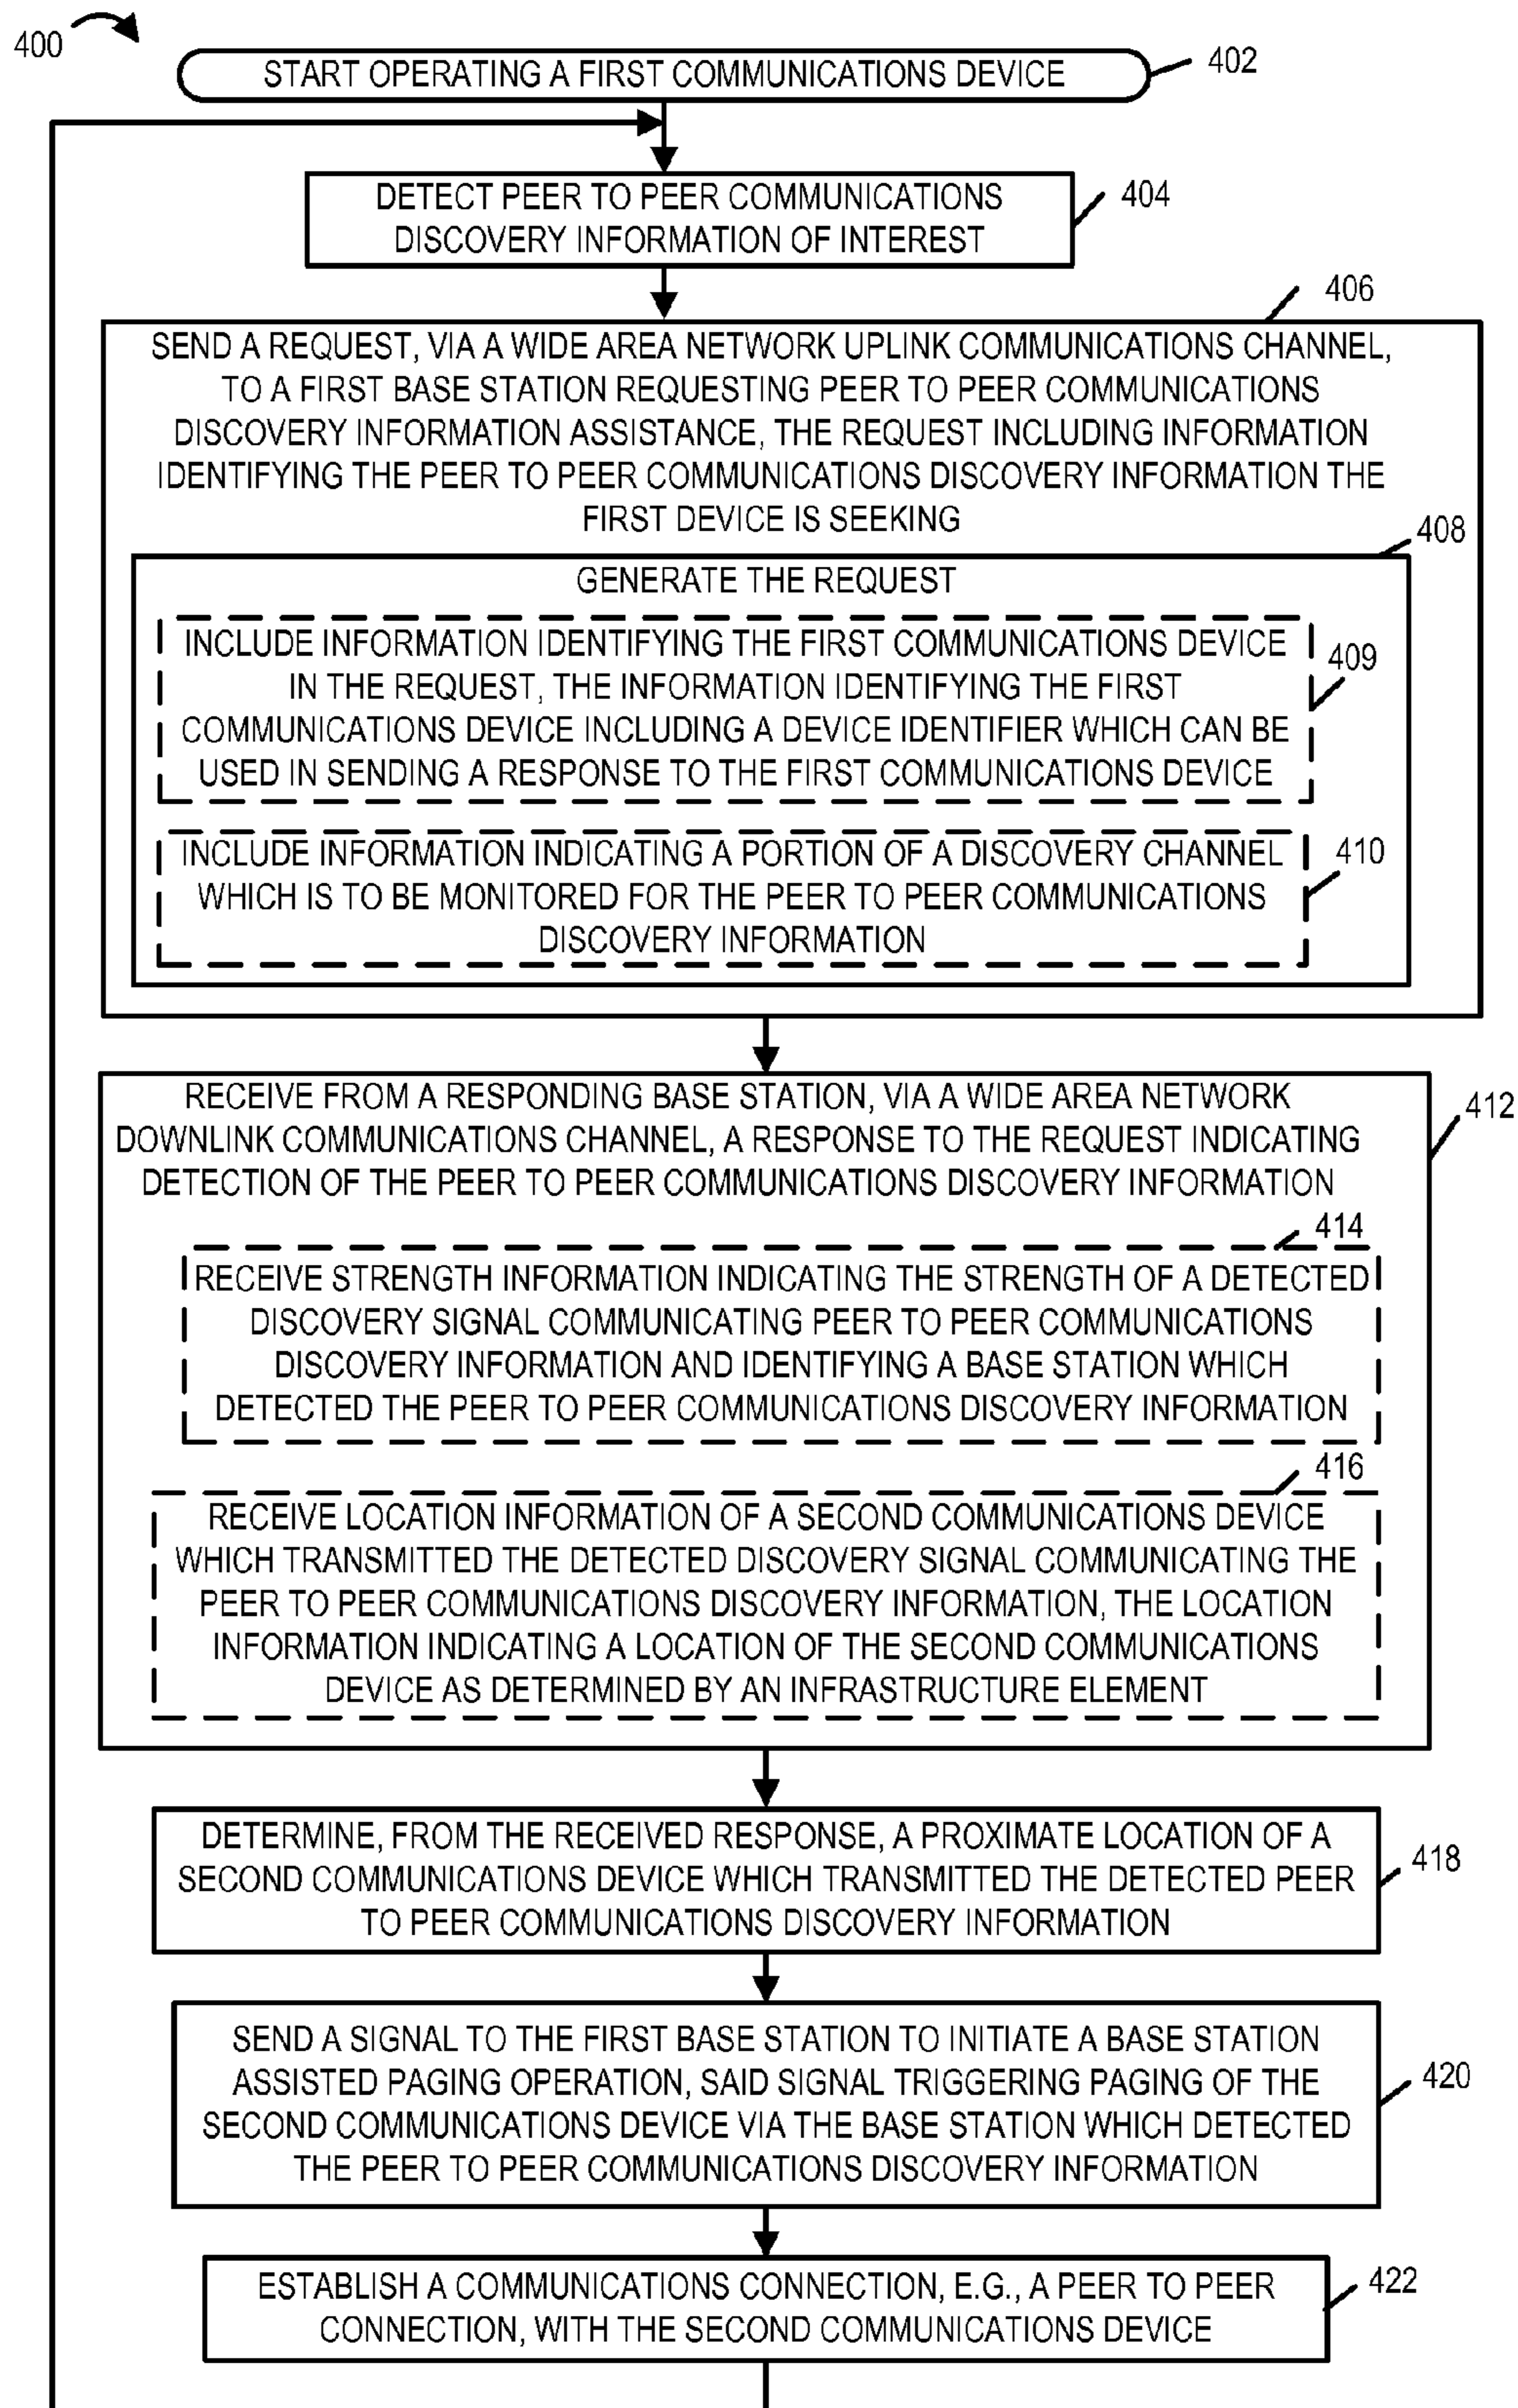 400
START OPERATING A FIRST COMMUNICATIONS DEVICE
402
DETECT PEER TO PEER COMMUNICATIONS
DISCOVERY INFORMATION OF INTEREST
404
406
SEND A REQUEST, VIA A WIDE AREA NETWORK UPLINK COMMUNICATIONS CHANNEL,
TO A FIRST BASE STATION REQUESTING PEER TO PEER COMMUNICATIONS
DISCOVERY INFORMATION ASSISTANCE, THE REQUEST INCLUDING INFORMATION
IDENTIFYING THE PEER TO PEER COMMUNICATIONS DISCOVERY INFORMATION THE
FIRST DEVICE IS SEEKING
408
GENERATE THE REQUEST
INCLUDE INFORMATION IDENTIFYING THE FIRST COMMUNICATIONS DEVICE
IN THE REQUEST, THE INFORMATION IDENTIFYING THE FIRST
COMMUNICATIONS DEVICE INCLUDING A DEVICE IDENTIFIER WHICH CAN BE
USED IN SENDING A RESPONSE TO THE FIRST COMMUNICATIONS DEVICE
409
INCLUDE INFORMATION INDICATING A PORTION OF A DISCOVERY CHANNEL
WHICH IS TO BE MONITORED FOR THE PEER TO PEER COMMUNICATIONS
DISCOVERY INFORMATION
410
RECEIVE FROM A RESPONDING BASE STATION, VIA A WIDE AREA NETWORK
DOWNLINK COMMUNICATIONS CHANNEL, A RESPONSE TO THE REQUEST INDICATING
DETECTION OF THE PEER TO PEER COMMUNICATIONS DISCOVERY INFORMATION
412
414
RECEIVE STRENGTH INFORMATION INDICATING THE STRENGTH OF A DETECTED
DISCOVERY SIGNAL COMMUNICATING PEER TO PEER COMMUNICATIONS
DISCOVERY INFORMATION AND IDENTIFYING A BASE STATION WHICH
DETECTED THE PEER TO PEER COMMUNICATIONS DISCOVERY INFORMATION
416
RECEIVE LOCATION INFORMATION OF A SECOND COMMUNICATIONS DEVICE
WHICH TRANSMITTED THE DETECTED DISCOVERY SIGNAL COMMUNICATING THE
PEER TO PEER COMMUNICATIONS DISCOVERY INFORMATION, THE LOCATION
INFORMATION INDICATING A LOCATION OF THE SECOND COMMUNICATIONS
DEVICE AS DETERMINED BY AN INFRASTRUCTURE ELEMENT
DETERMINE, FROM THE RECEIVED RESPONSE, A PROXIMATE LOCATION OF A
SECOND COMMUNICATIONS DEVICE WHICH TRANSMITTED THE DETECTED PEER
TO PEER COMMUNICATIONS DISCOVERY INFORMATION
418
SEND A SIGNAL TO THE FIRST BASE STATION TO INITIATE A BASE STATION
ASSISTED PAGING OPERATION, SAID SIGNAL TRIGGERING PAGING OF THE
SECOND COMMUNICATIONS DEVICE VIA THE BASE STATION WHICH DETECTED
THE PEER TO PEER COMMUNICATIONS DISCOVERY INFORMATION
420
ESTABLISH A COMMUNICATIONS CONNECTION, E.G., A PEER TO PEER
CONNECTION, WITH THE SECOND COMMUNICATIONS DEVICE
422